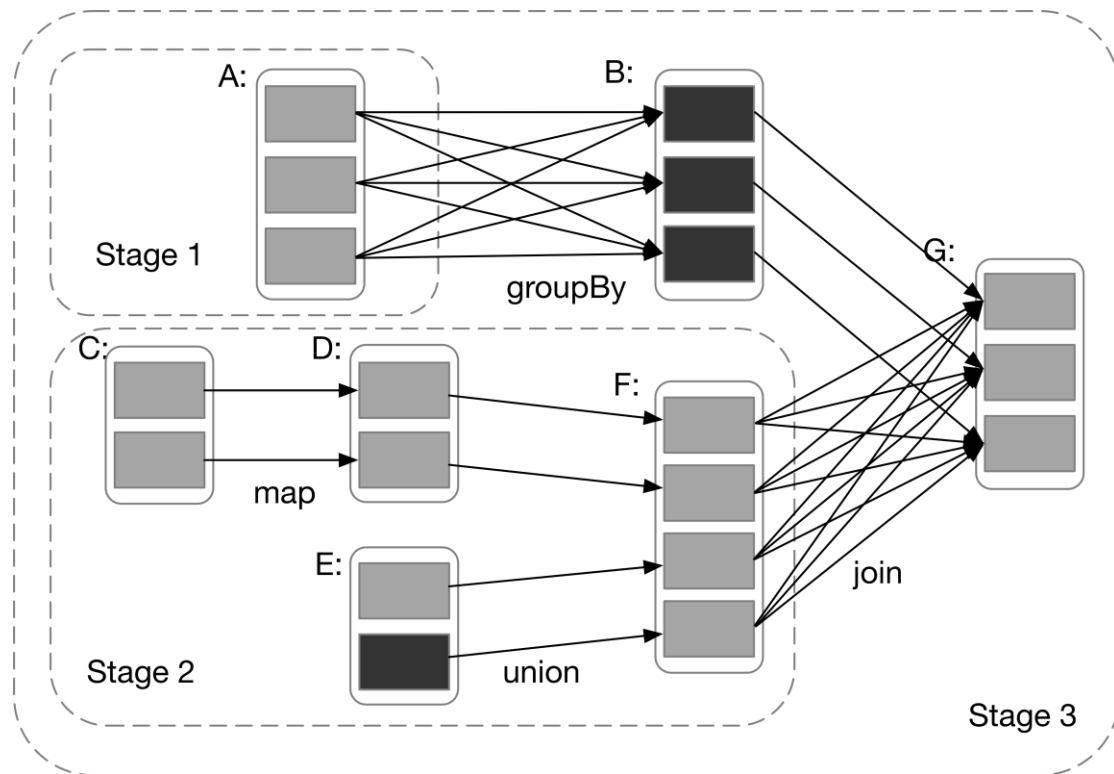 A:
B:
Stage 1
groupBy
G:
C:
D:
F:
map
E:
join
Stage 2
union
Stage 3